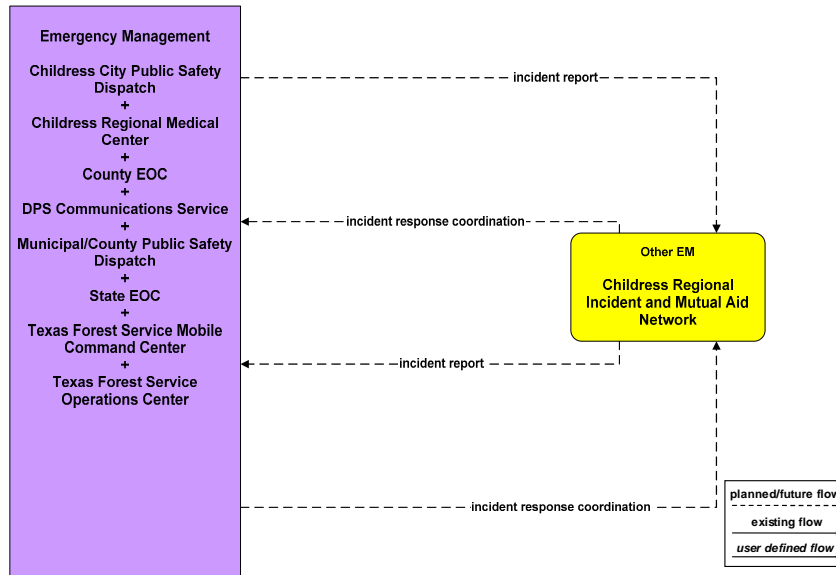 Emergency Management
Childress City Public Safety
Dispatch
+
Childress Regional Medical
Center
+
County EOC
+
DPS Communications Service
+
Municipal/County Public Safety
Dispatch
+
State EOC
+
Texas Forest Service Mobile
Command Center
+
Texas Forest Service
Operations Center
incident report
incident response coordination
Other EM
Childress Regional
Incident and Mutual Aid
Network
incident report
incident response coordination
planned/future flow
existing flow
user defined flow